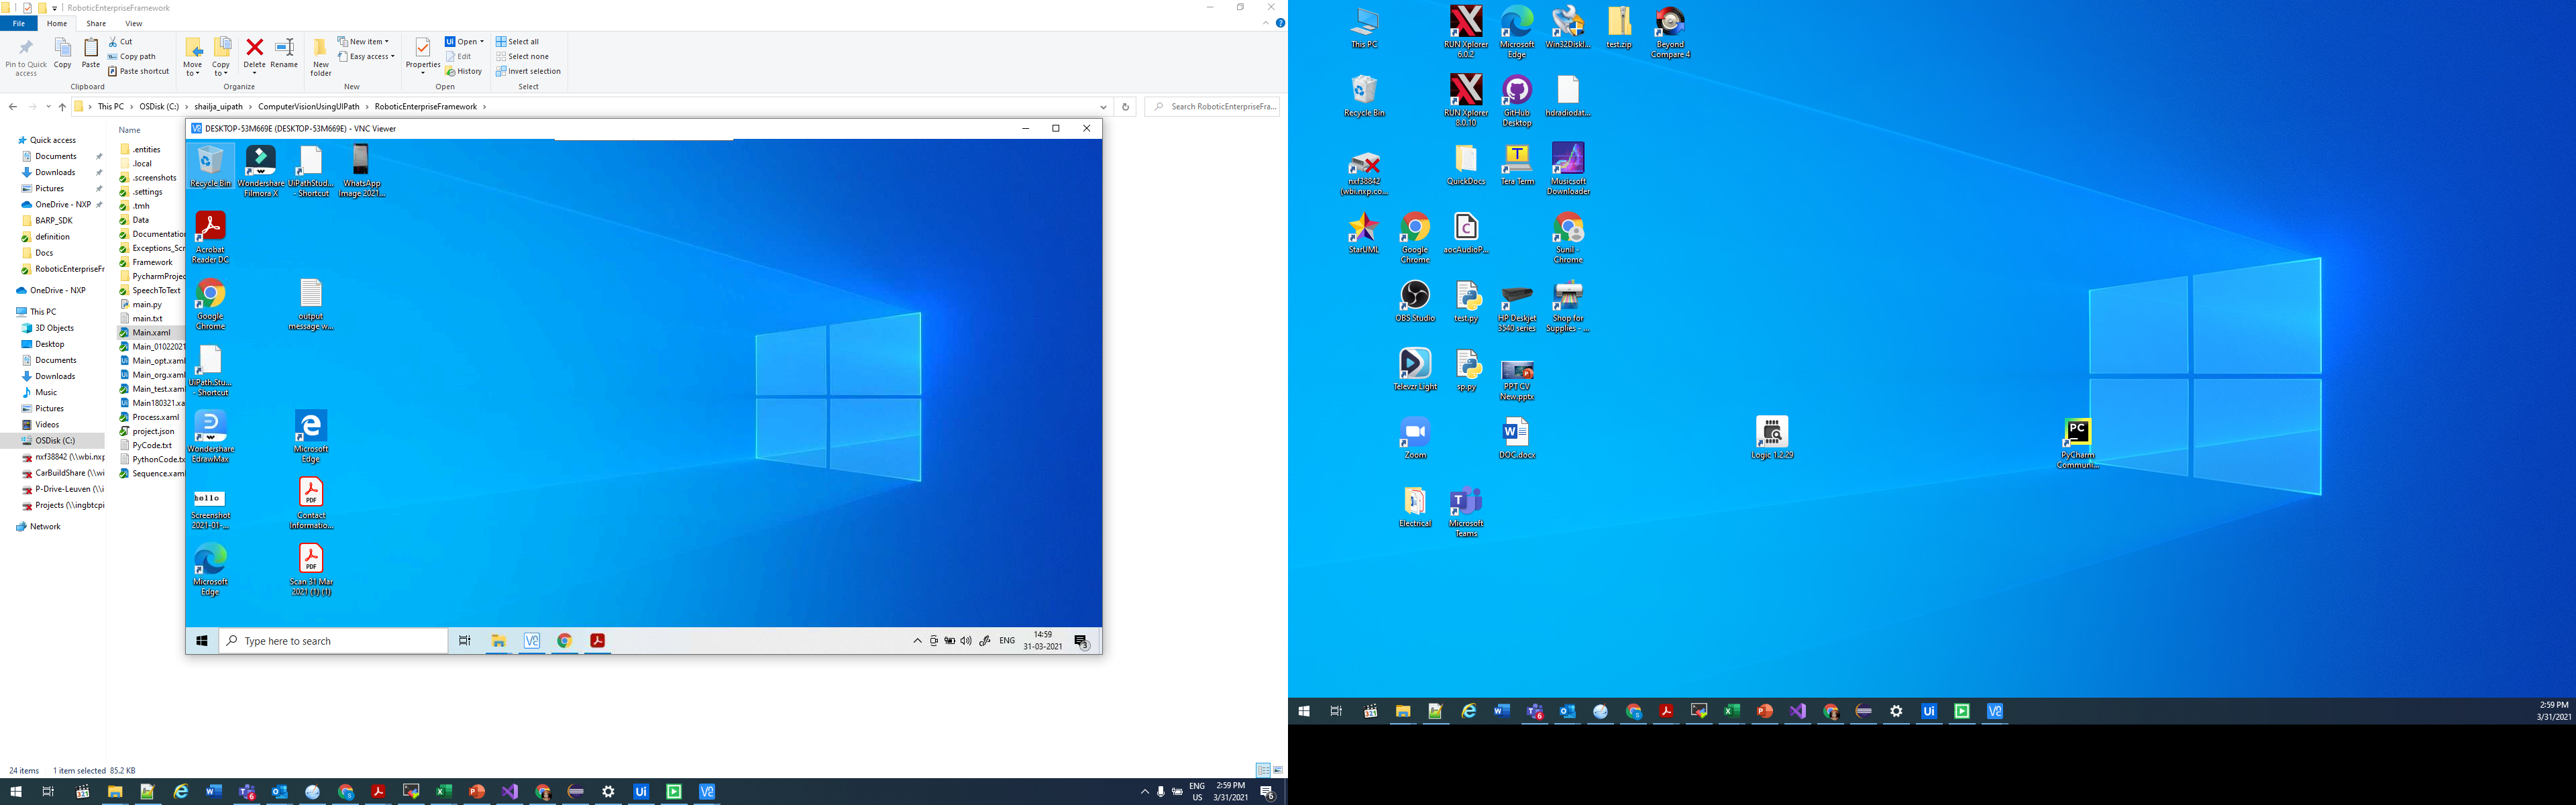 RoboticEnterpriseFramework
File
Home
Share
View
Pin to Quick
access
Copy
Paste
Cut
Copy path
Paste shortcut
Clipboard
Move
to
Copy
to
Delete
Rename
Organize
New
folder
New item
Easy access
New
Properties
Open
Edit
History
Open
Select all
Select none
Invert selection
Select
This PC
OSDisk (C:)
shailja_uipath
ComputerVisionUsingUIPath
RoboticEnterpriseFramework
Search RoboticEnterpriseFra...
Quick access
Documents
Downloads
Pictures
OneDrive - NXP
BARP_SDK
definition
Docs
RoboticEnterpriseFr
OneDrive - NXP
This PC
3D Objects
Desktop
Documents
Downloads
Music
Pictures
Videos
OSDisk (C:)
nxf38842 (\\wbi.nxp
CarBuildShare (\\wi
P-Drive-Leuven (\\i
Projects (\\ingbtcpi
Network
Name
.entities
.local
.screenshots
.settings
.tmh
Data
Documentation
Exceptions_Scr
Framework
PycharmProjec
SpeechToText
main.py
main.txt
Main.xaml
Main_01022021
Main_opt.xaml
Main_org.xaml
Main_test.xaml
Main180321.xa
Process.xaml
project.json
PyCode.txt
PythonCode.tx
Sequence.xaml
24 items
1 item selected 85.2 KB
DESKTOP-53M669E (DESKTOP-53M669E) - VNC Viewer
Recycle Bin
Wondershare
Filmora X
UiPathStud...
- Shortcut
WhatsApp
Image 2021...
Acrobat
Reader DC
Google
Chrome
output
message w...
UiPath.Stu...
- Shortcut
Wondershare
EdrawMax
Microsoft
Edge
hello
Screenshot
2021-01-...
PDF
Contact
Informatio...
Microsoft
Edge
PDF
Scan 31 Mar
2021 (1) (1)
Type here to search
ENG
14:59
31-03-2021
3
ENG
US
2:59 PM
3/31/2021
6
This PC
RUN Xplorer
6.0.2
Microsoft
Edge
Win32DiskI...
test.zip
Beyond
Compare 4
Recycle Bin
RUN Xplorer
8.0.10
GitHub
Desktop
hdradiodat...
nxf38842
(wbi.nxp.co...
QuickDocs
Tera Term
Musicsoft
Downloader
StarUML
Google
Chrome
aocAudioP...
Sunil -
Chrome
OBS Studio
test.py
HP Deskjet
3540 series
Shop for
Supplies - ...
Televzr Light
sp.py
PPT CV
New.pptx
Zoom
DOC.docx
Logic 1.2.29
PC
PyCharm
Communi...
Electrical
Microsoft
Teams
2:59 PM
3/31/2021